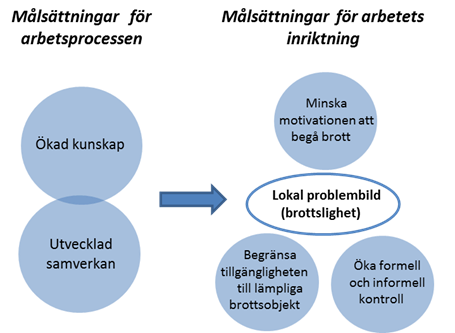 Målsättningar för
arbetsprocessen
Ökad kunskap
Utvecklad
samverkan
Målsättningar för arbetets
inriktning
Minska
motivationen att
begå brott
Lokal problembild
(brottslighet)
Begränsa
tillgängligheten
till lämpliga
brottsobjekt
Öka formell
och informell
kontroll